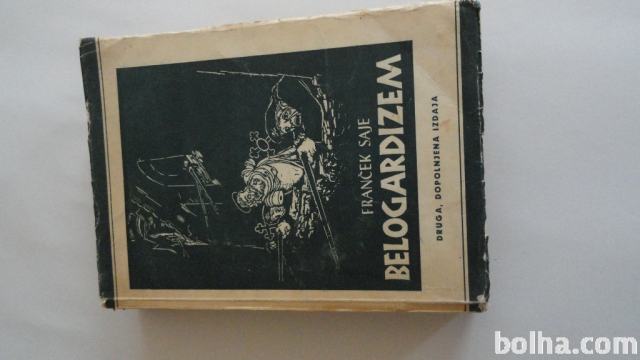 FRANČEK SAJE
BELOGARDIZEM
DRUGA, DOPOLNJENA IZDAJA
bolha.com